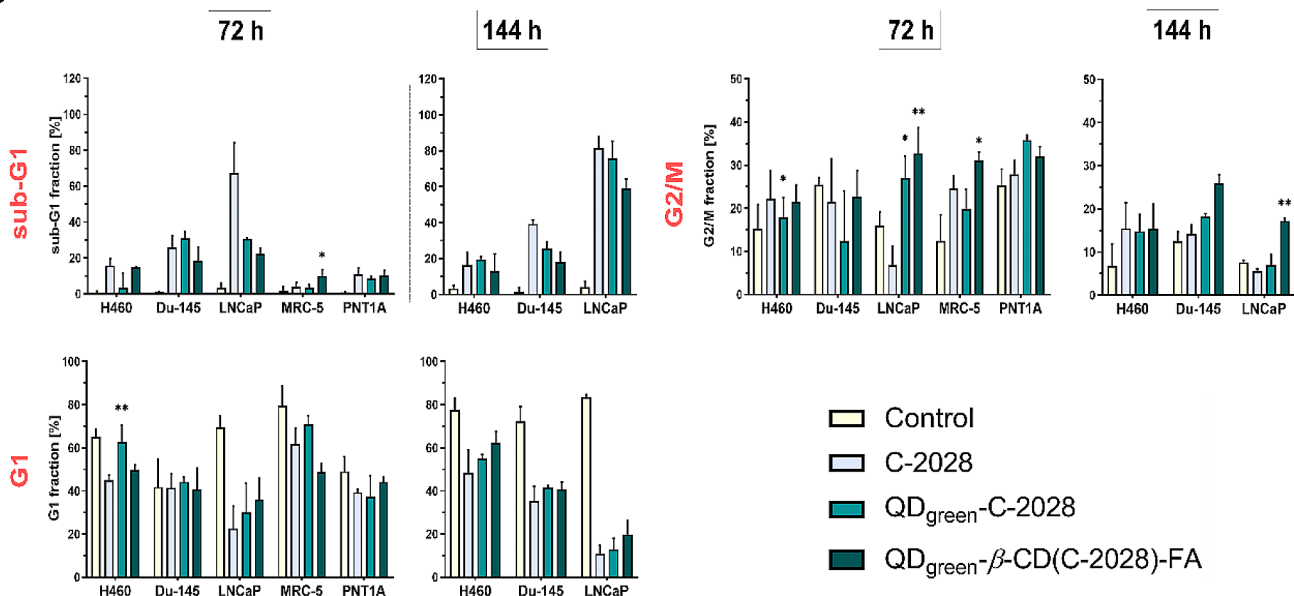 72 h
144 h
72 h
144 h
sub-G1
sub-G1 fraction [%]
120
100
80
60
40
20
0
*
H460 Du-145 LNCaP MRC-5 PNT1A
120
100
80
60
40
20
0
H460 Du-145 LNCaP
G2/M
G2/M fraction [%]
50
40
30
20
10
0
* * ** *
H460 Du-145 LNCaP MRC-5 PNT1A
50
40
30
20
10
0
**
H460 Du-145 LNCaP
G1
G1 fraction [%]
100
80
60
40
20
0
**
H460 Du-145 LNCaP MRC-5 PNT1A
100
80
60
40
20
0
H460 Du-145 LNCaP
Control
C-2028
QDgreen-C-2028
QDgreen-β-CD(C-2028)-FA